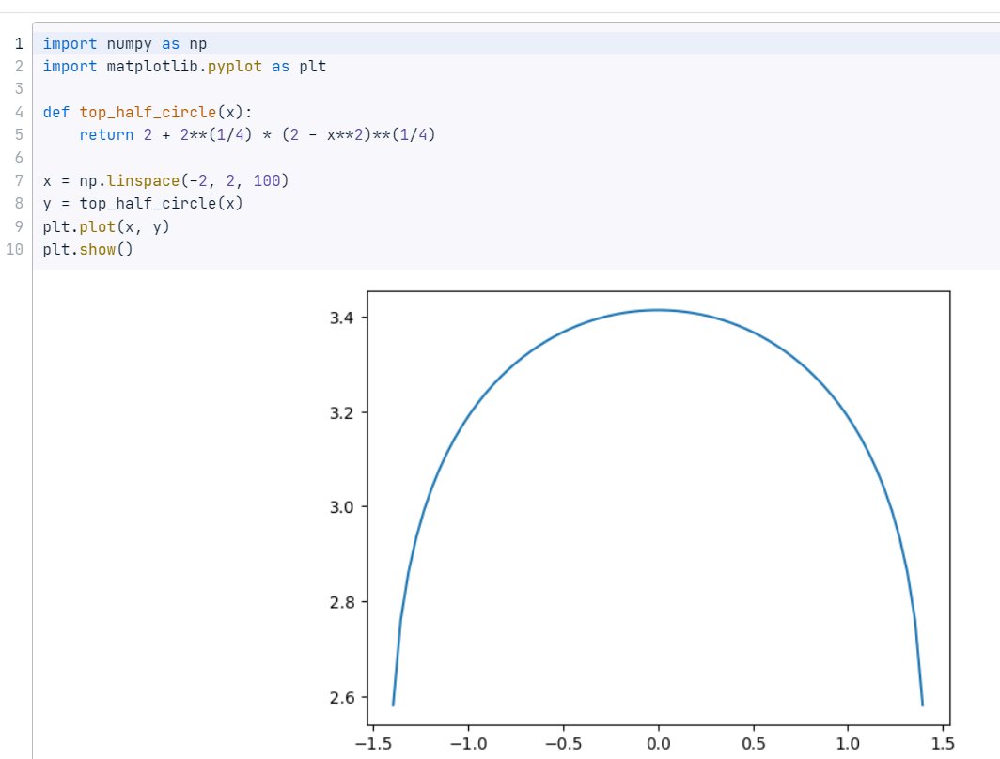 1 import numpy as np
2 import matplotlib.pyplot as plt
3
4 def top_half_circle(x):
5     return 2 + 2**(1/4) * (2 - x**2)**(1/4)
6
7 x = np.linspace(-2, 2, 100)
8 y = top_half_circle(x)
9 plt.plot(x, y)
10 plt.show()
3.4
3.2
3.0
2.8
2.6
−1.5 −1.0 −0.5 0.0 0.5 1.0 1.5